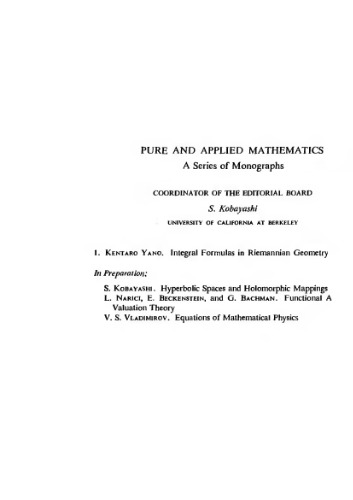 PURE AND APPLIED MATHEMATICS
A Series of Monographs
COORDINATOR OF THE EDITORIAL BOARD
S. Kobayashi
UNIVERSITY OF CALIFORNIA AT BERKELEY
1. KENTARO YANO. Integral Formulas in Riemannian Geometry
In Preparation:
S. KOBAYASHI. Hyperbolic Spaces and Holomorphic Mappings
L. NARICI, E. BECKENSTEIN, and G. BACHMAN. Functional A
Valuation Theory
V. S. VLADIMIROV. Equations of Mathematical Physics